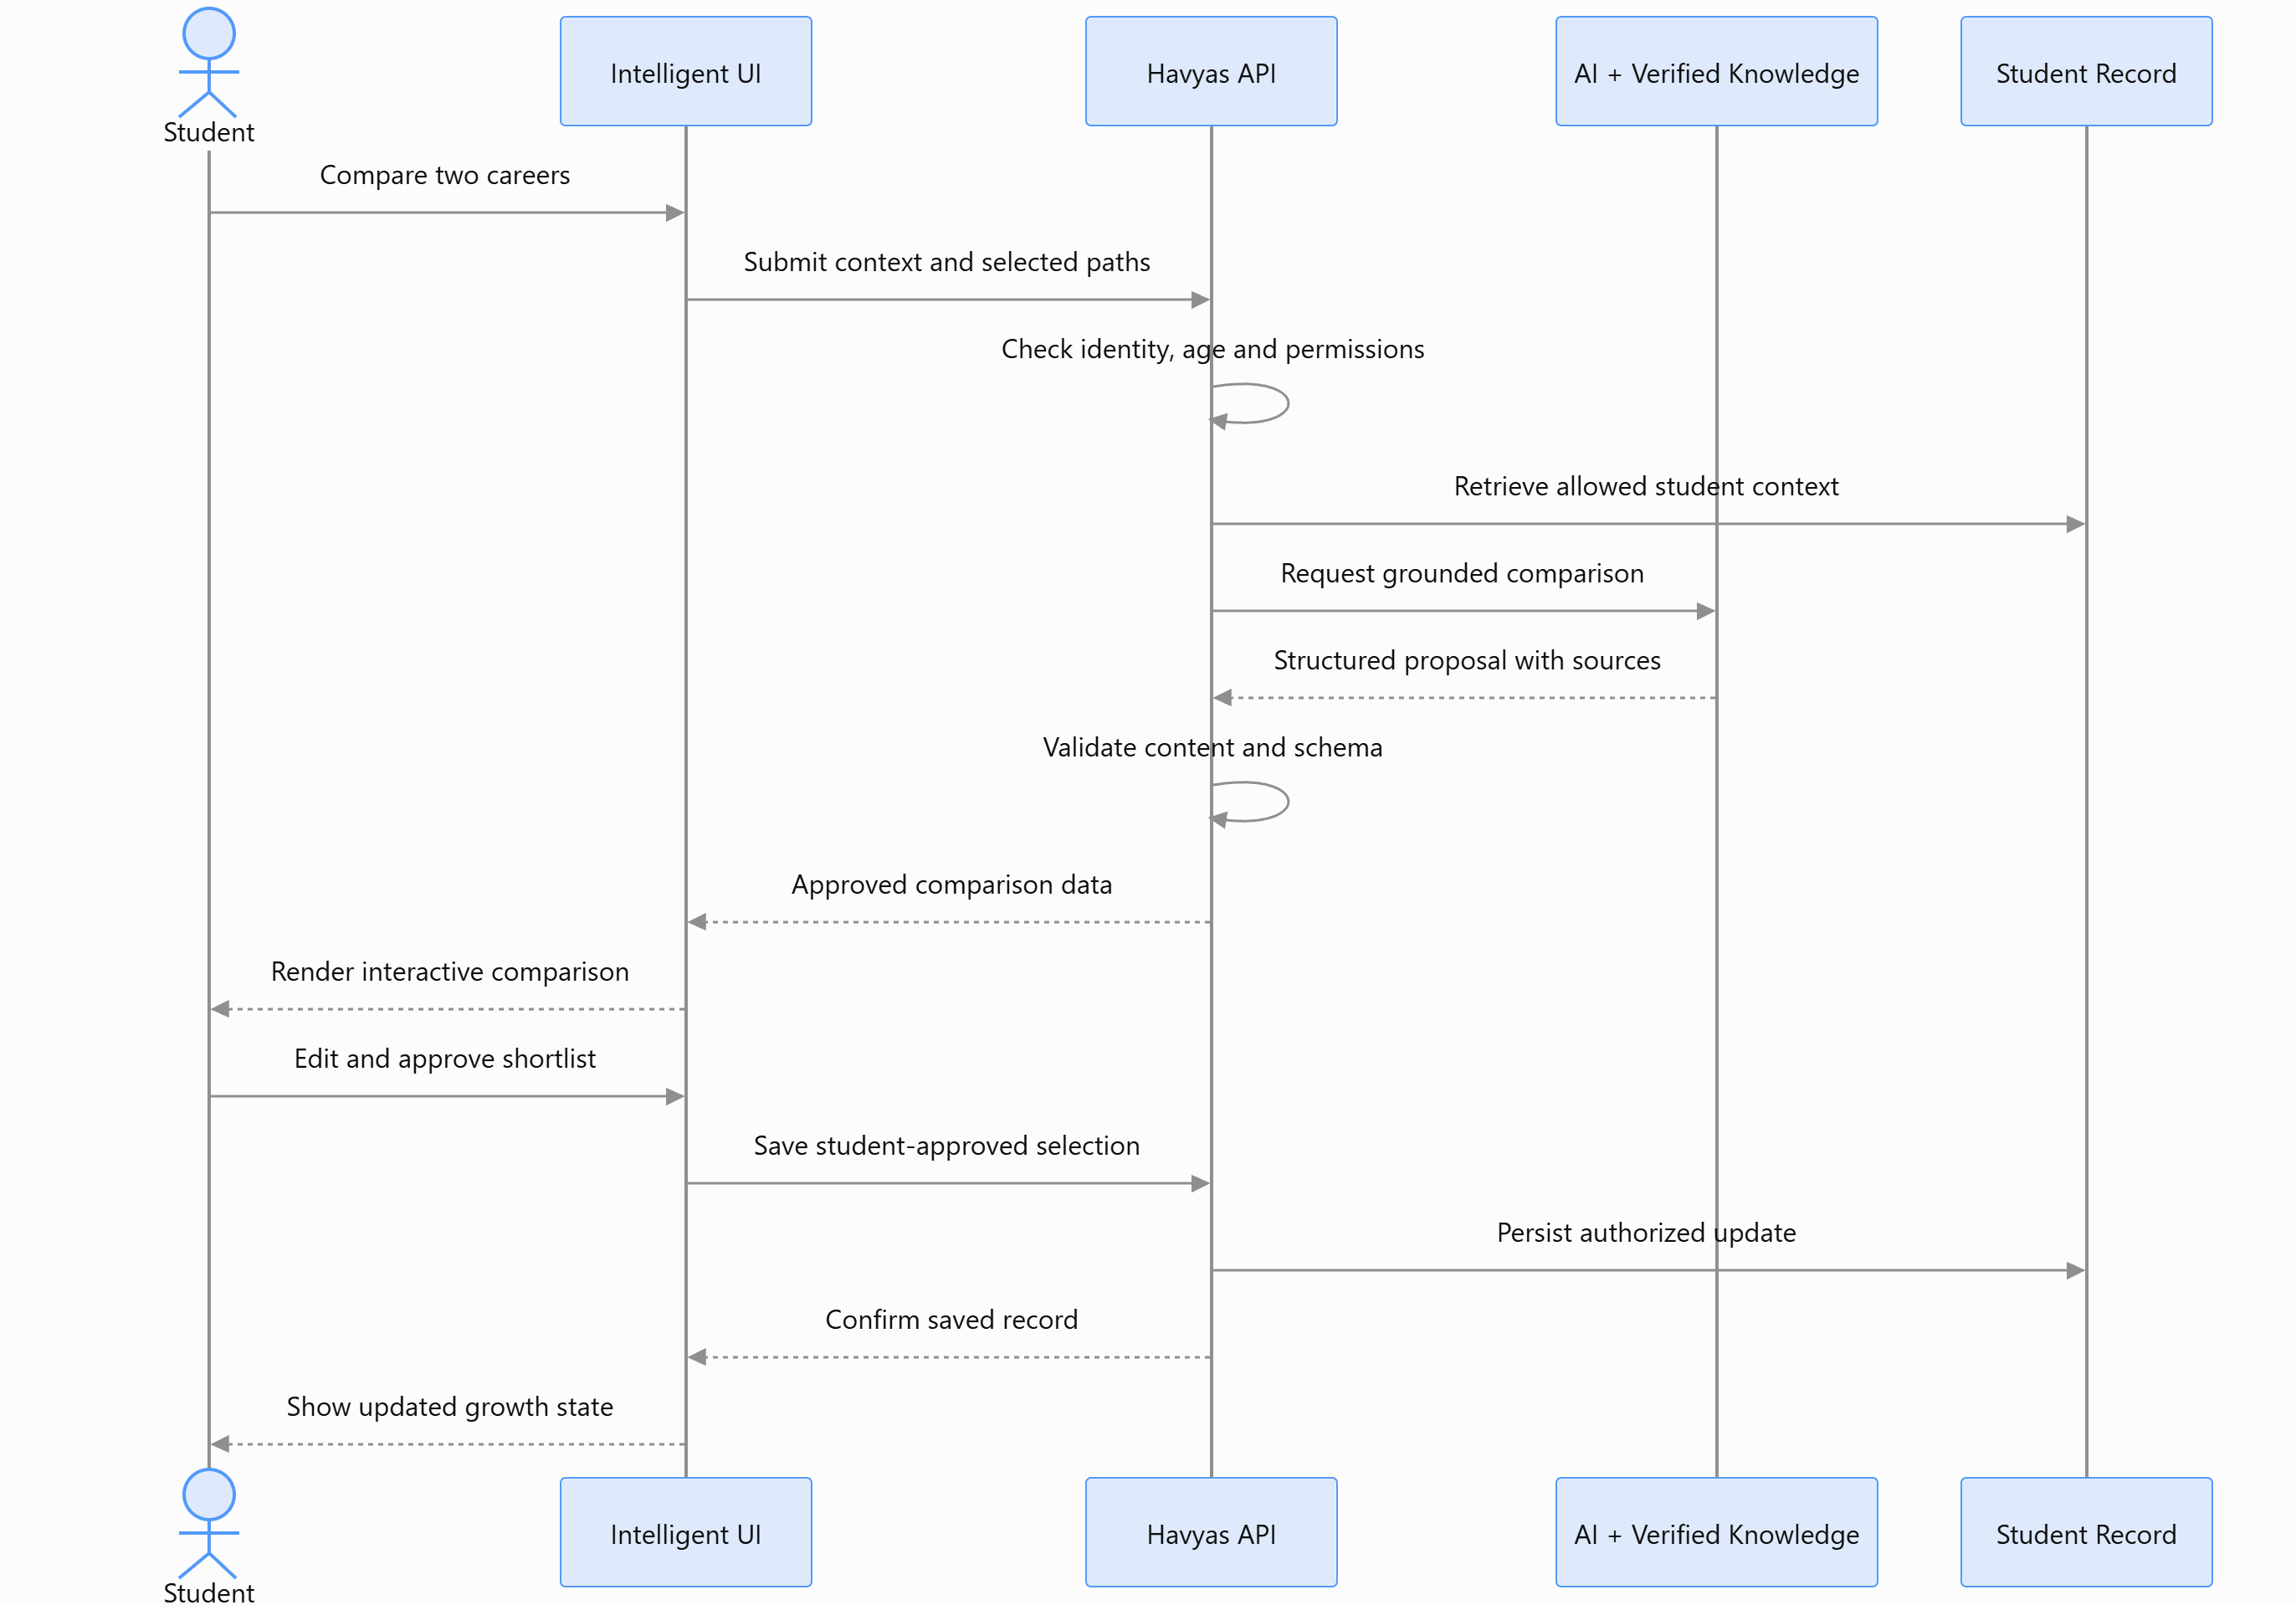 Student
Intelligent UI
Havyas API
AI + Verified Knowledge
Student Record
Compare two careers
Submit context and selected paths
Check identity, age and permissions
Retrieve allowed student context
Request grounded comparison
Structured proposal with sources
Validate content and schema
Approved comparison data
Render interactive comparison
Edit and approve shortlist
Save student-approved selection
Persist authorized update
Confirm saved record
Show updated growth state
Student
Intelligent UI
Havyas API
AI + Verified Knowledge
Student Record